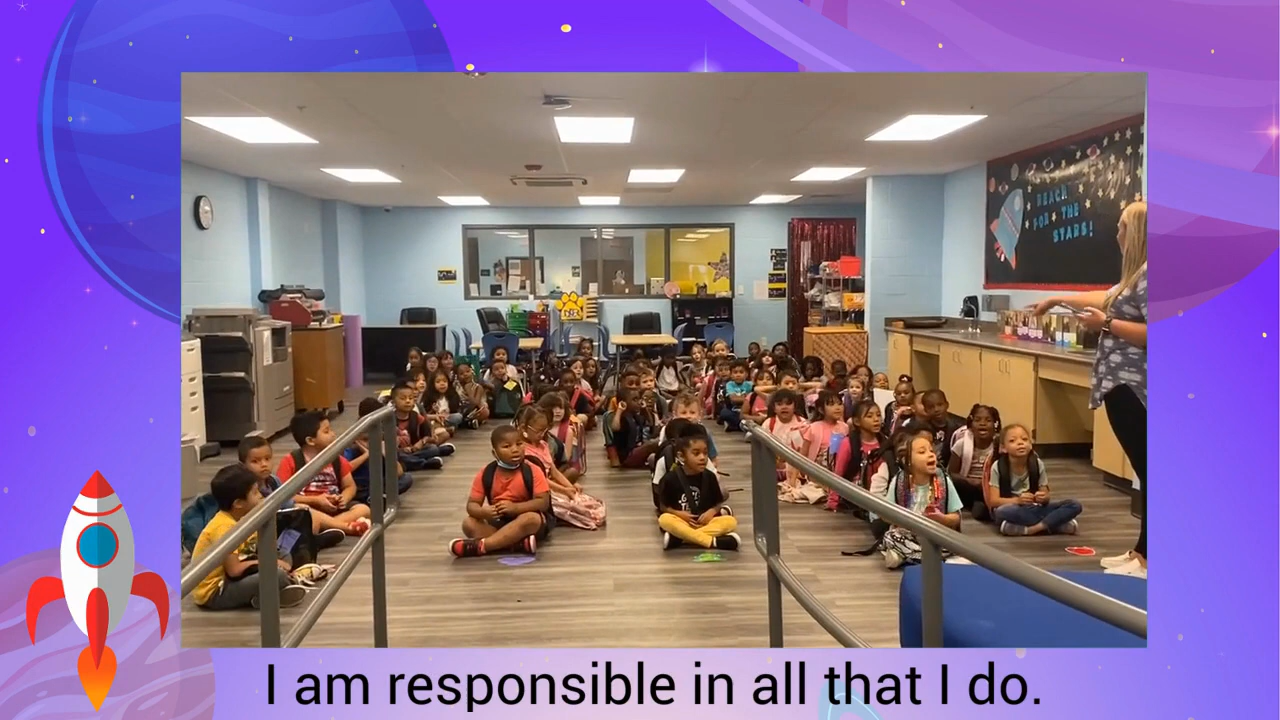 REACH
FOR THE
STARS!
I am responsible in all that I do.